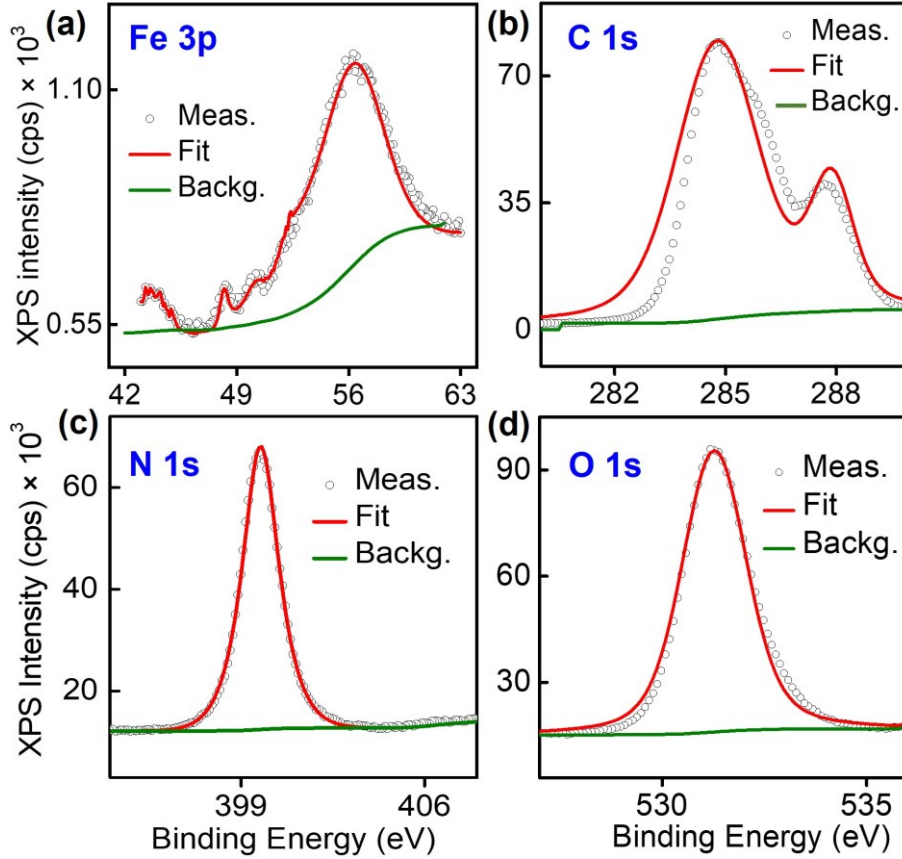 (a) Fe 3p
XPS intensity (cps) × 10³
1.10
0.55
Meas.
Fit
Backg.
42 49 56 63
(b) C 1s
70
35
0
Meas.
Fit
Backg.
282 285 288
(c) N 1s
XPS Intensity (cps) × 10³
60
40
20
Meas.
Fit
Backg.
399 406
Binding Energy (eV)
(d) O 1s
90
60
30
Meas.
Fit
Backg.
530 535
Binding Energy (eV)